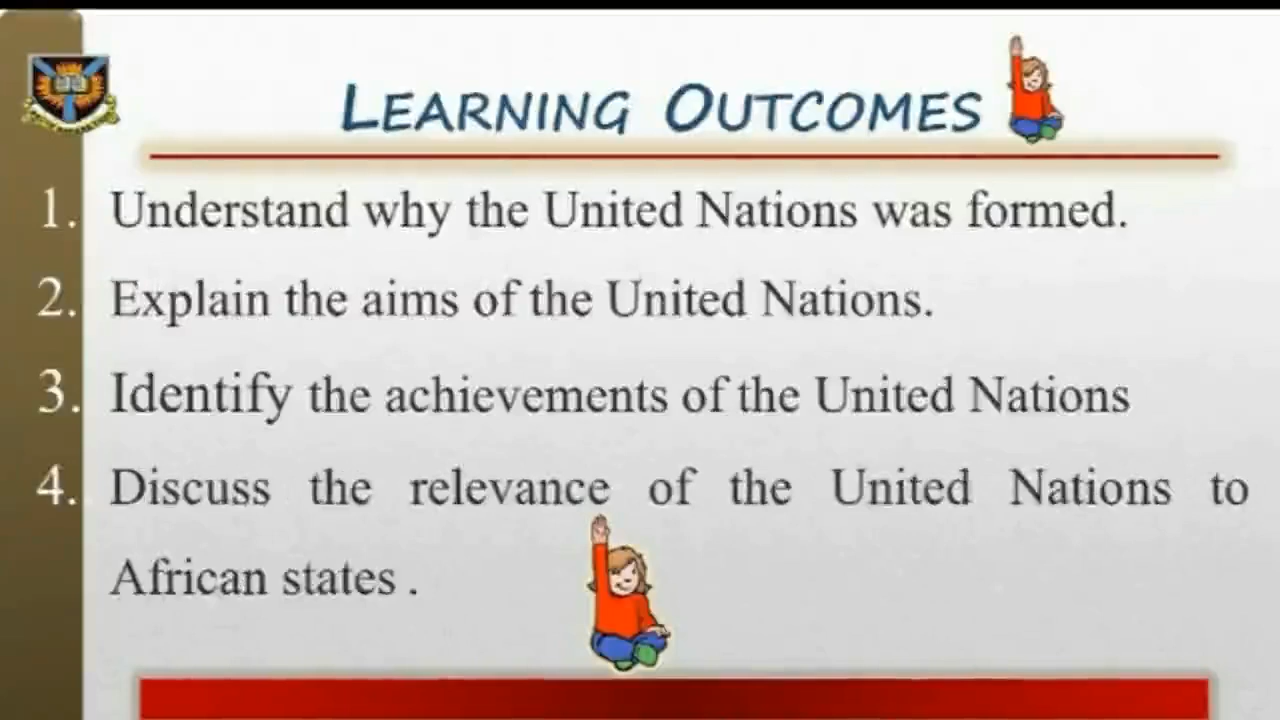 LEARNING OUTCOMES
1. Understand why the United Nations was formed.
2. Explain the aims of the United Nations.
3. Identify the achievements of the United Nations
4. Discuss the relevance of the United Nations to
African states .